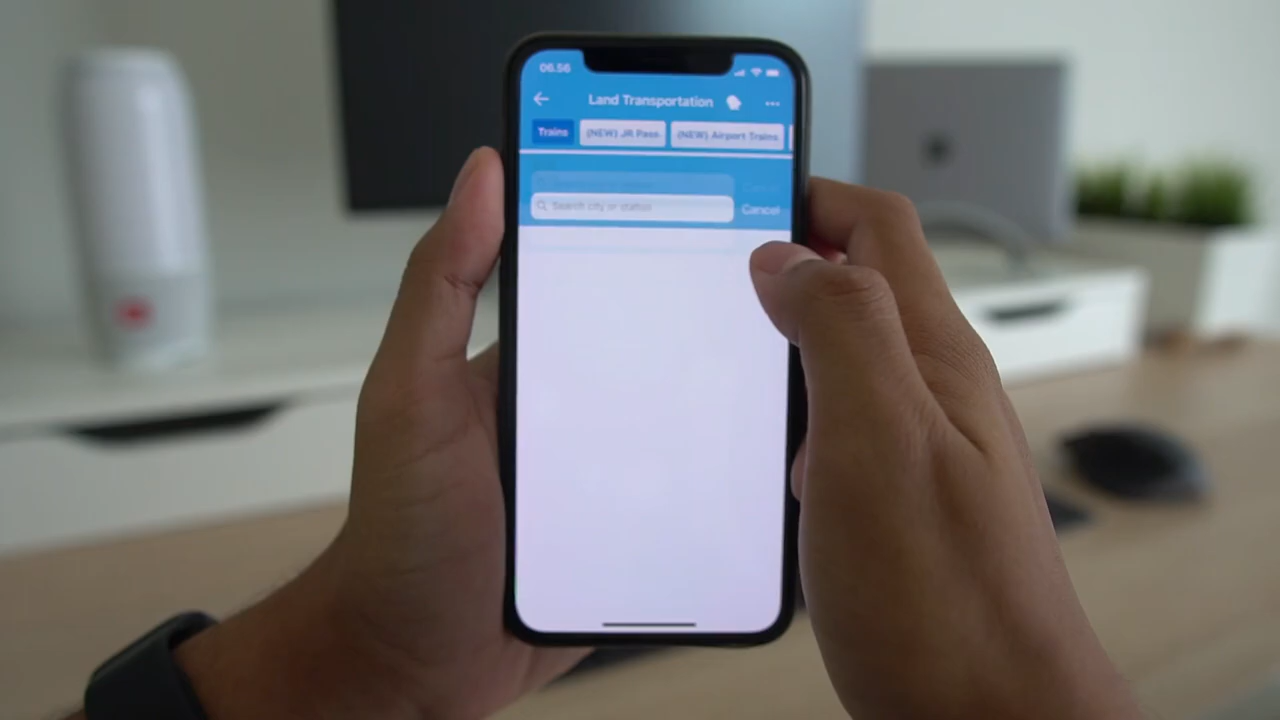 06.56
Land Transportation
Trains
(NEW) JR Pass
(NEW) Airport Trains
Search city or station
Cancel